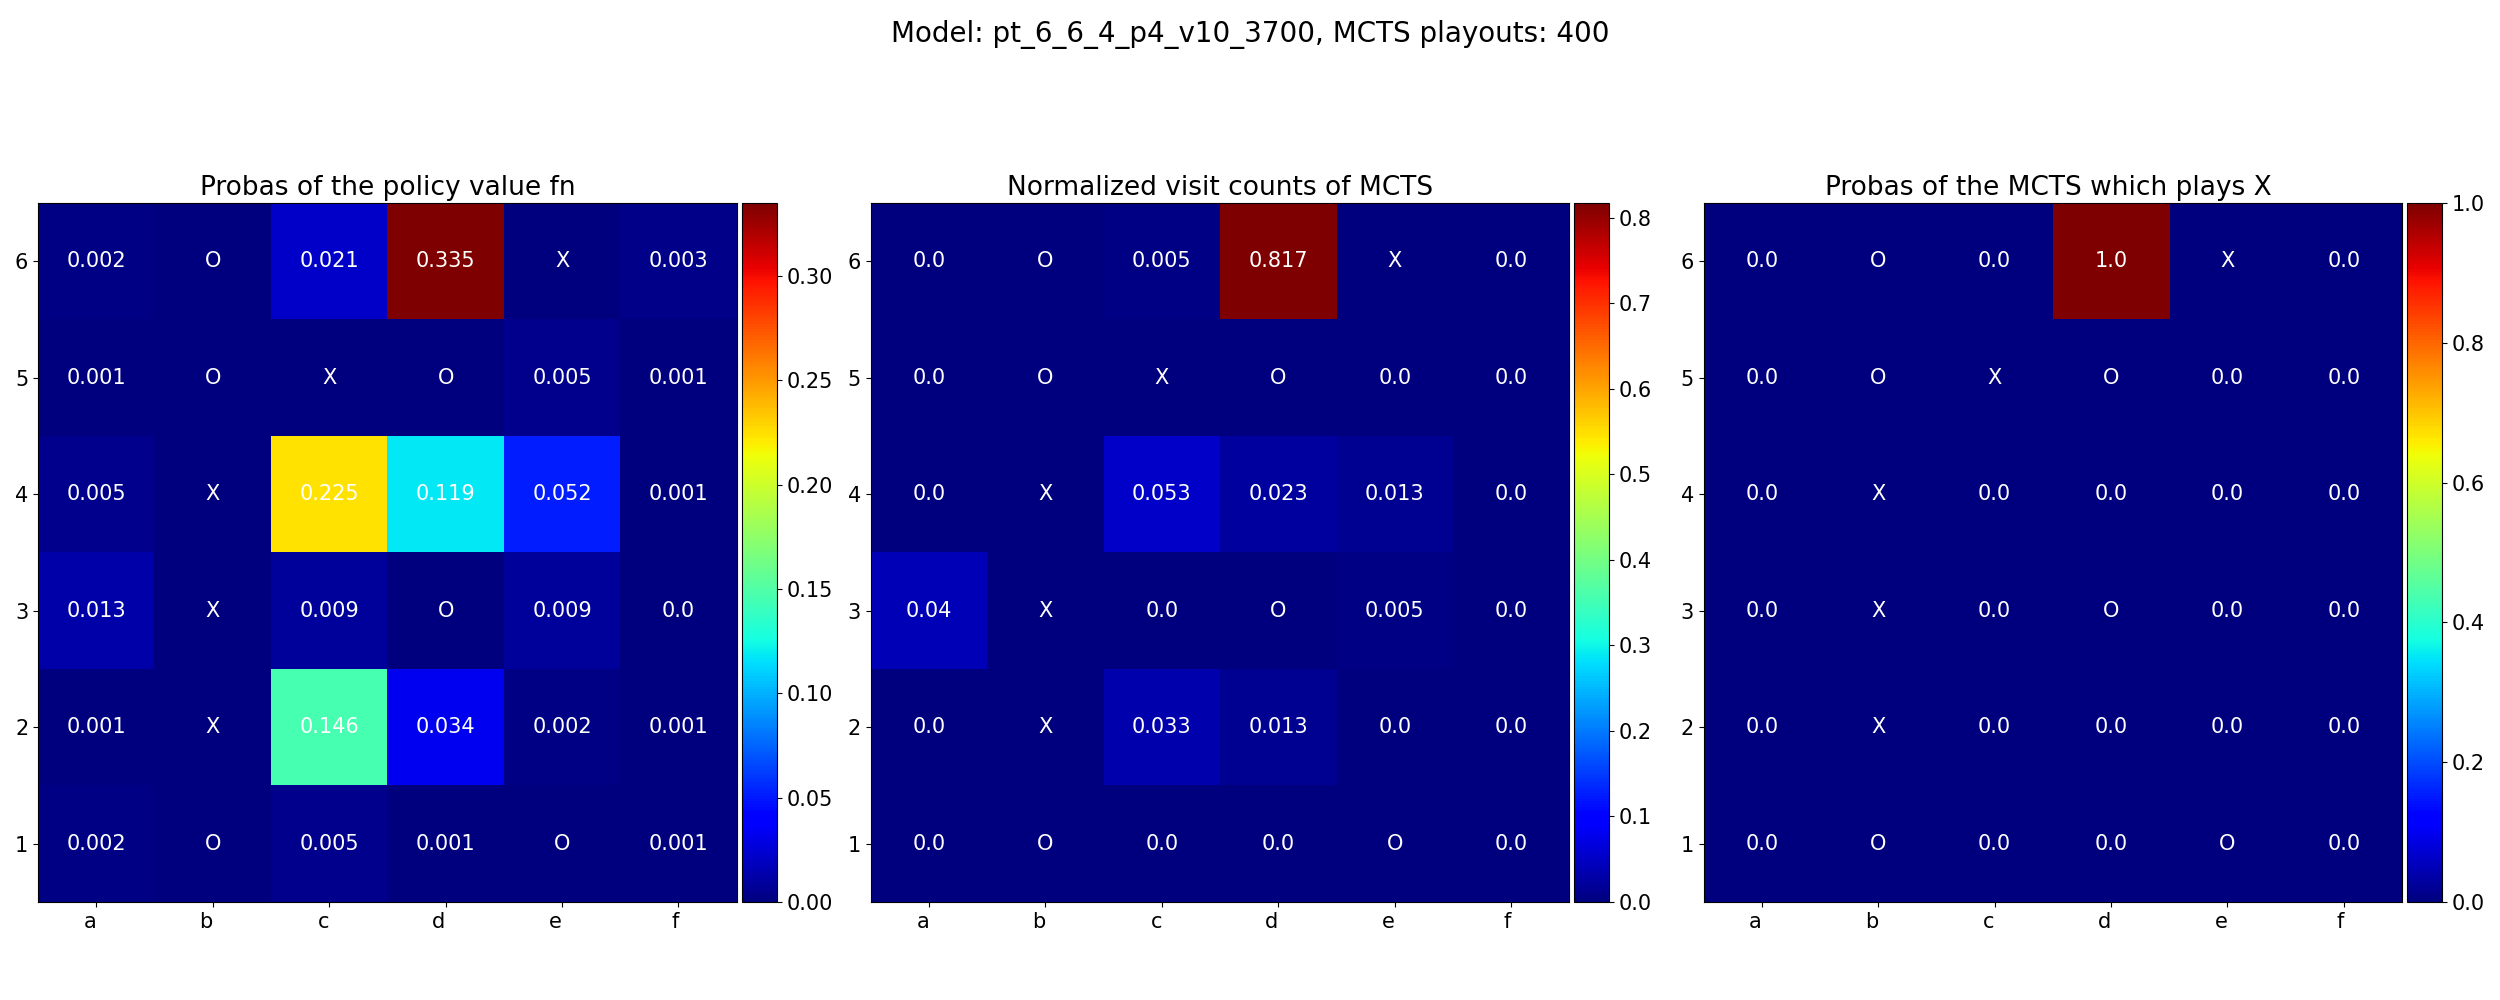 Model: pt_6_6_4_p4_v10_3700, MCTS playouts: 400
Probas of the policy value fn
6 0.002 O 0.021 0.335 X 0.003
5 0.001 O X O 0.005 0.001
4 0.005 X 0.225 0.119 0.052 0.001
3 0.013 X 0.009 O 0.009 0.0
2 0.001 X 0.146 0.034 0.002 0.001
1 0.002 O 0.005 0.001 O 0.001
a b c d e f
0.30
0.25
0.20
0.15
0.10
0.05
0.00
Normalized visit counts of MCTS
6 0.0 O 0.005 0.817 X 0.0
5 0.0 O X O 0.0 0.0
4 0.0 X 0.053 0.023 0.013 0.0
3 0.04 X 0.0 O 0.005 0.0
2 0.0 X 0.033 0.013 0.0 0.0
1 0.0 O 0.0 0.0 O 0.0
a b c d e f
0.8
0.7
0.6
0.5
0.4
0.3
0.2
0.1
0.0
Probas of the MCTS which plays X
6 0.0 O 0.0 1.0 X 0.0
5 0.0 O X O 0.0 0.0
4 0.0 X 0.0 0.0 0.0 0.0
3 0.0 X 0.0 O 0.0 0.0
2 0.0 X 0.0 0.0 0.0 0.0
1 0.0 O 0.0 0.0 O 0.0
a b c d e f
1.0
0.8
0.6
0.4
0.2
0.0